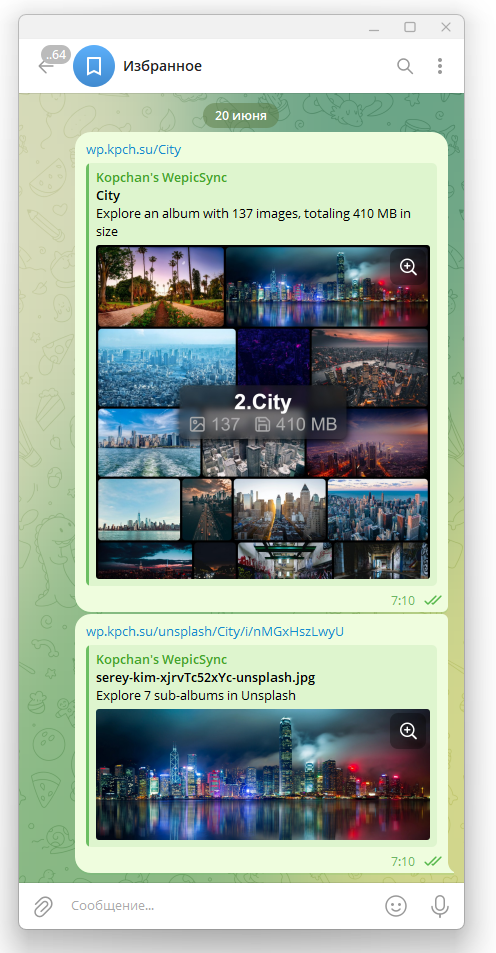 ..64
Избранное
20 июня
wp.kpch.su/City
Kopchan's WepicSync
City
Explore an album with 137 images, totaling 410 MB in
size
2.City
137 410 MB
7:10
wp.kpch.su/unsplash/City/i/nMGxHszLwyU
Kopchan's WepicSync
serey-kim-xjrvTc52xYc-unsplash.jpg
Explore 7 sub-albums in Unsplash
7:10
Сообщение...